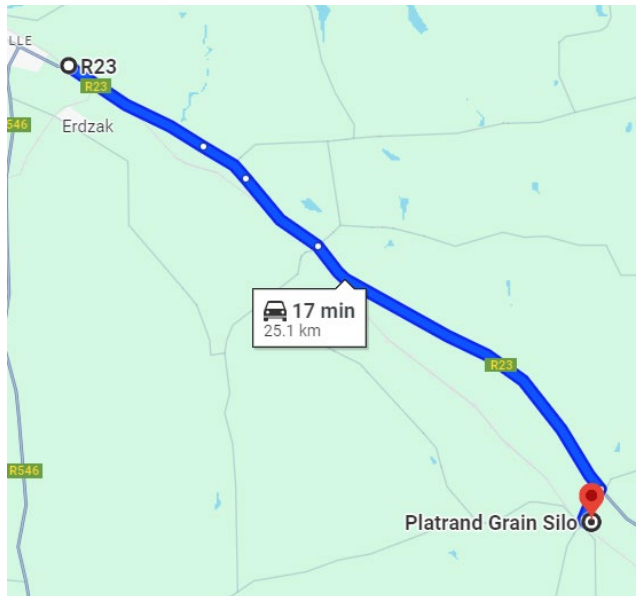 LLE
R23
R23
546
Erdzak
17 min
25.1 km
R23
R546
Platrand Grain Silo